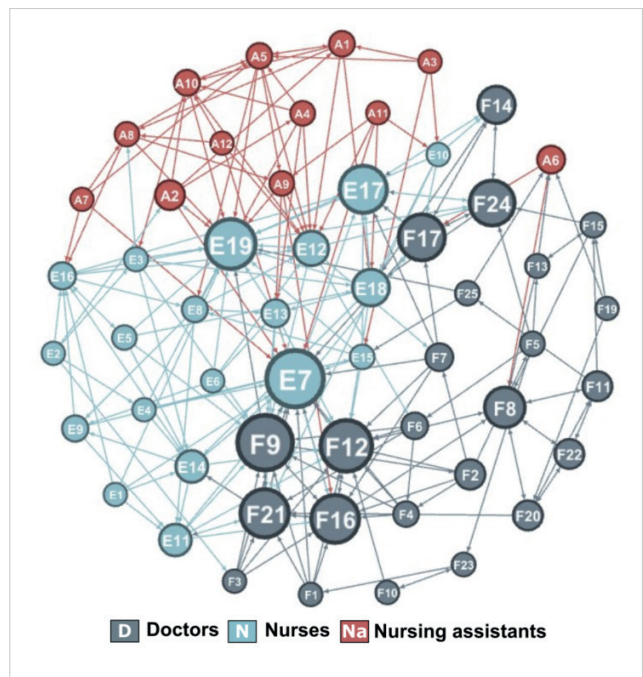 A1
A5
A3
A10
F14
A4
A11
A8
A12
E10
A6
A9
E17
A7
A2
F24
F15
E19
E12
F17
E3
F13
E16
E18
F25
F19
E8
E13
E5
F5
E2
E15
F7
E7
E6
F11
E4
F8
E9
F6
F9
F12
F22
E14
F2
E1
F21
F16
F4
F20
E11
F23
F3
F1
F10
D Doctors N Nurses Na Nursing assistants